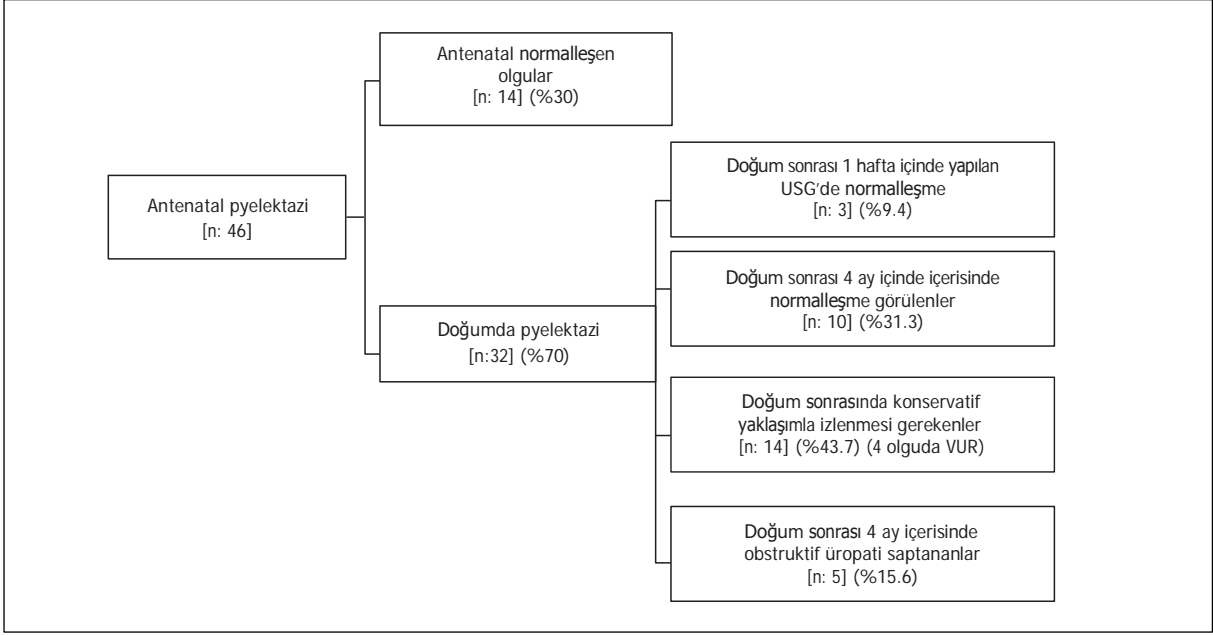 Antenatal pyelektazi
[n: 46]
Antenatal normalleşen
olgular
[n: 14] (%30)
Doğumda pyelektazi
[n:32] (%70)
Doğum sonrası 1 hafta içinde yapılan
USG'de normalleşme
[n: 3] (%9.4)
Doğum sonrası 4 ay içinde içerisinde
normalleşme görülenler
[n: 10] (%31.3)
Doğum sonrasında konservatif
yaklaşımla izlenmesi gerekenler
[n: 14] (%43.7) (4 olguda VUR)
Doğum sonrası 4 ay içerisinde
obstruktif üropati saptananlar
[n: 5] (%15.6)